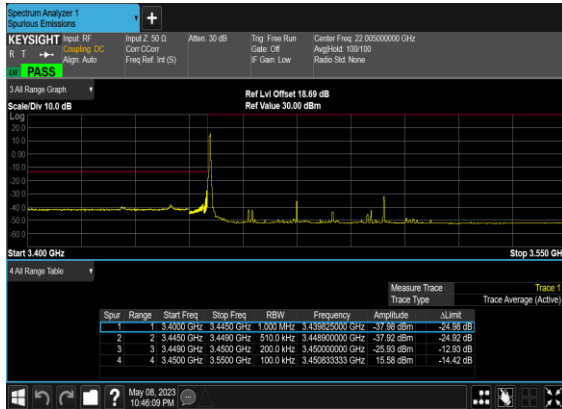 Spectrum Analyzer 1
Spurious Emissions
KEYSIGHT Input: RF Input Z: 50 Ω Atten: 30 dB Trig: Free Run Center Freq: 22.005000000 GHz
R T Coupling: DC Corr CCorr Gate: Off Avg|Hold: 100/100
Align: Auto Freq Ref: Int (S) IF Gain: Low Radio Std: None
LXI PASS
3 All Range Graph Ref Lvl Offset 18.69 dB
Scale/Div 10.0 dB Ref Value 30.00 dBm
Log
20.0
10.0
0.00
-10.0
-20.0
-30.0
-40.0
-50.0
-60.0
Start 3.400 GHz Stop 3.550 GH
4 All Range Table
Measure Trace Trace 1
Trace Type Trace Average (Active)
Spur Range Start Freq Stop Freq RBW Frequency Amplitude ΔLimit
1 1 3.4000 GHz 3.4450 GHz 1.000 MHz 3.439825000 GHz -37.98 dBm -24.98 dB
2 2 3.4450 GHz 3.4490 GHz 510.0 kHz 3.448900000 GHz -37.92 dBm -24.92 dB
3 3 3.4490 GHz 3.4500 GHz 200.0 kHz 3.450000000 GHz -25.93 dBm -12.93 dB
4 4 3.4500 GHz 3.5500 GHz 100.0 kHz 3.450833333 GHz 15.58 dBm -14.42 dB
May 08, 2023
10:46:09 PM